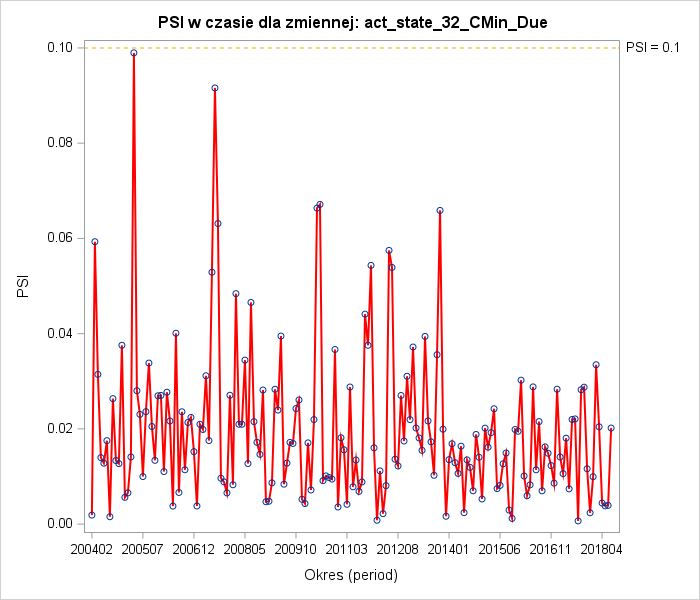 PSI w czasie dla zmiennej: act_state_32_CMin_Due
0.10
PSI = 0.1
0.08
0.06
PSI
0.04
0.02
0.00
200402 200507 200612 200805 200910 201103 201208 201401 201506 201611 201804
Okres (period)